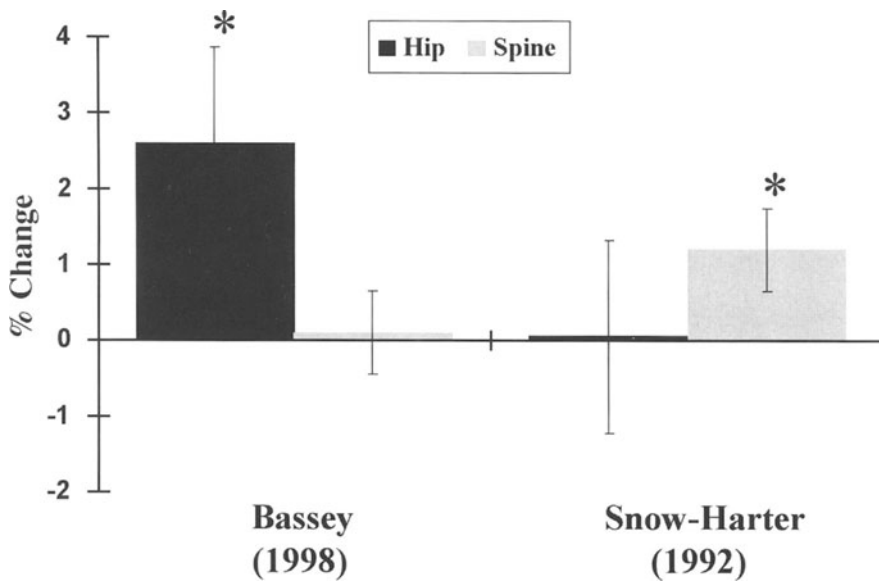 4
3
2
1
0
-1
-2
% Change
Hip Spine
*
*
Bassey
(1998)
Snow-Harter
(1992)